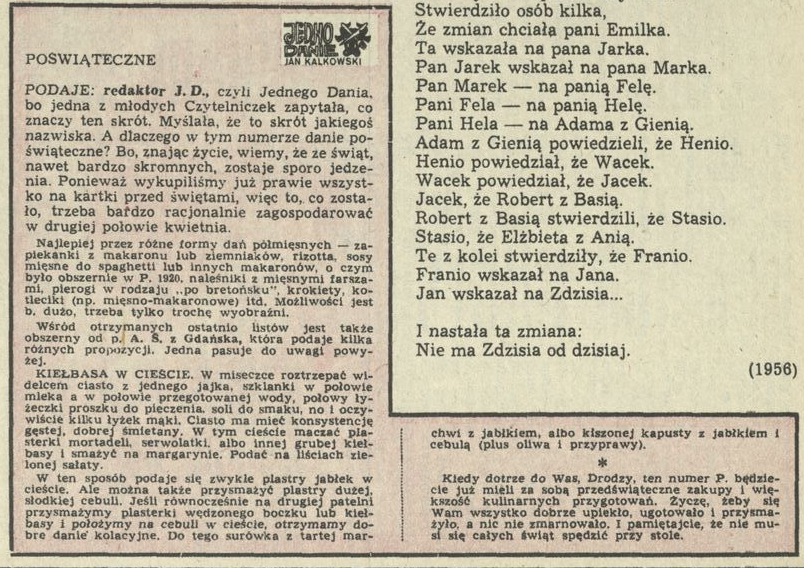 JEDNO
DANIE
JAN KALKOWSKI
POŚWIĄTECZNE
PODAJE: redaktor J. D., czyli Jednego Dania,
bo jedna z młodych Czytelniczek zapytała, co
znaczy ten skrót. Myślała, że to skrót jakiegoś
nazwiska. A dlaczego w tym numerze danie po-
świąteczne? Bo, znając życie, wiemy, że ze świąt,
nawet bardzo skromnych, zostaje sporo jedze-
nia. Ponieważ wykupiliśmy już prawie wszyst-
ko na kartki przed świętami, więc to, co zosta-
ło, trzeba bardzo racjonalnie zagospodarować
w drugiej połowie kwietnia.
Najlepiej przez różne formy dań półmięsnych — za-
piekanki z makaronu lub ziemniaków, rizotta, sosy
mięsne do spaghetti lub innych makaronów, o czym
było obszernie w P. 1920. naleśniki z mięsnymi farsza-
mi, pierogi w rodzaju „po bretońsku", krokiety, ko-
tleciki (np. mięsno-makaronowe) itd. Możliwości jest
b. dużo, trzeba tylko trochę wyobraźni.
Wśród otrzymanych ostatnio listów jest także
obszerny od p. A. S. z Gdańska, która podaje kilka
różnych propozycji. Jedna pasuje do uwagi powy-
żej.
KIEŁBASA W CIEŚCIE. W miseczce roztrzepać wi-
delcem ciasto z jednego jajka, szklanki w połowie
mleka a w połowie przegotowanej wody, połowy ły-
żeczki proszku do pieczenia. soli do smaku, no i oczy-
wiście kilku łyżek mąki. Ciasto ma mieć konsystencję
gęstej, dobrej śmietany. W tym cieście maczać pla-
sterki mortadeli, serwolatki, albo innej grubej kieł-
basy i smażyć na margarynie. Podać na liściach zie-
lonej sałaty.
W ten sposób podaje się zwykle plastry jabłek w
cieście. Ale można także przysmażyć plastry dużej,
słodkiej cebuli. Jeśli równocześnie na drugiej patelni
przysmażymy plasterki wędzonego boczku lub kieł-
basy i położymy na cebuli w cieście, otrzymamy do-
bre danie kolacyjne. Do tego surówka z tartej mar-
chwi z jabłkiem, albo kiszonej kapusty z jabłkiem i
cebulą (plus oliwa i przyprawy).
*
Kiedy dotrze do Was, Drodzy, ten numer P. będzie-
cie już mieli za sobą przedświąteczne zakupy i wię-
kszość kulinarnych przygotowań. Życzę, żeby się
Wam wszystko dobrze upiekło, ugotowało i przysma-
żyło, a nic nie zmarnowało. I pamiętajcie, że nie mu-
si się całych świąt spędzić przy stole.
Stwierdziło osób kilka,
Że zmian chciała pani Emilka.
Ta wskazała na pana Jarka.
Pan Jarek wskazał na pana Marka.
Pan Marek — na panią Felę.
Pani Fela — na panią Helę.
Pani Hela — na Adama z Gienią.
Adam z Gienią powiedzieli, że Henio.
Henio powiedział, że Wacek.
Wacek powiedział, że Jacek.
Jacek, że Robert z Basią.
Robert z Basią stwierdzili, że Stasio.
Stasio, że Elżbieta z Anią.
Te z kolei stwierdziły, że Franio.
Franio wskazał na Jana.
Jan wskazał na Zdzisia...
I nastała ta zmiana:
Nie ma Zdzisia od dzisiaj.
(1956)